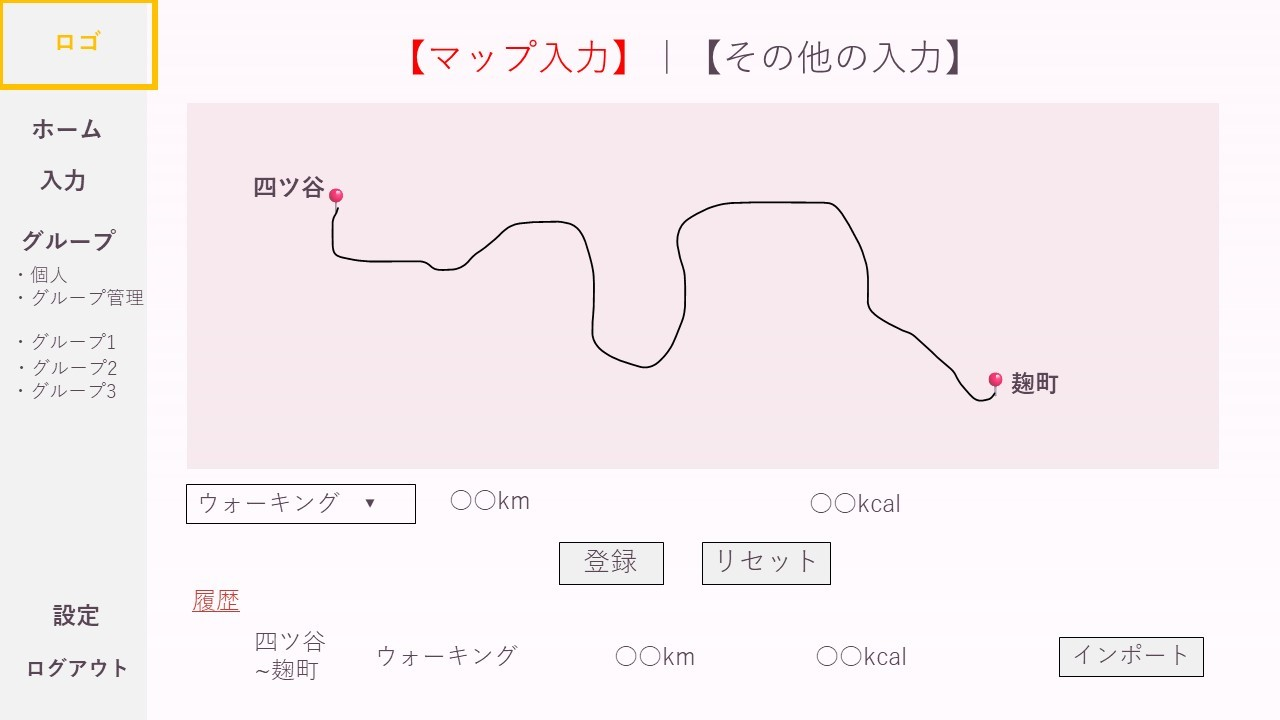 ロゴ
ホーム
入力
グループ
・個人
・グループ管理
・グループ1
・グループ2
・グループ3
設定
ログアウト
【マップ入力】｜【その他の入力】
四ツ谷
麹町
ウォーキング ▼
〇〇km
〇〇kcal
登録
リセット
履歴
四ツ谷
~麹町
ウォーキング
〇〇km
〇〇kcal
インポート